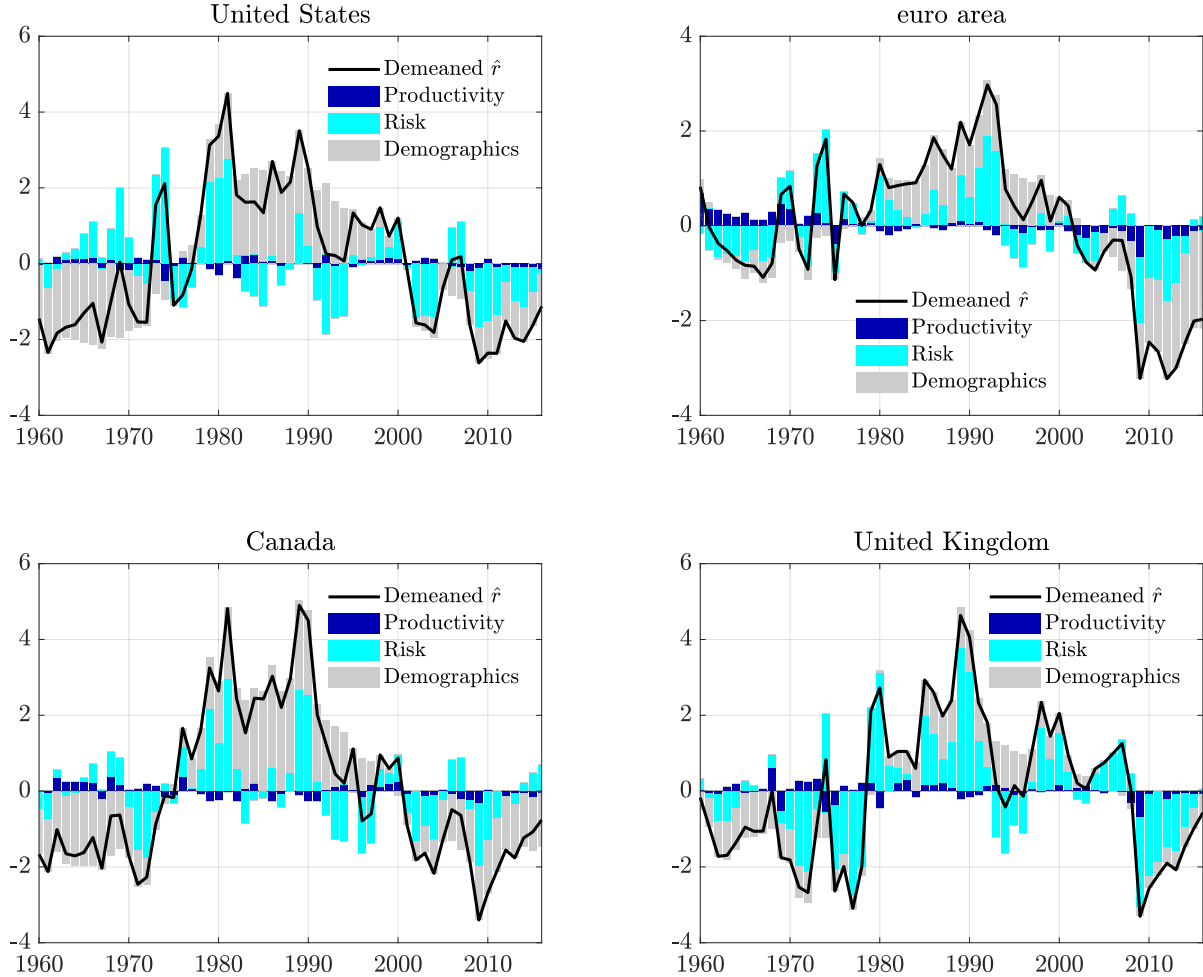 United States
6
4
2
0
-2
-4
1960 1970 1980 1990 2000 2010
Demeaned r̂
Productivity
Risk
Demographics
euro area
4
2
0
-2
-4
1960 1970 1980 1990 2000 2010
Demeaned r̂
Productivity
Risk
Demographics
Canada
6
4
2
0
-2
-4
1960 1970 1980 1990 2000 2010
Demeaned r̂
Productivity
Risk
Demographics
United Kingdom
6
4
2
0
-2
-4
1960 1970 1980 1990 2000 2010
Demeaned r̂
Productivity
Risk
Demographics